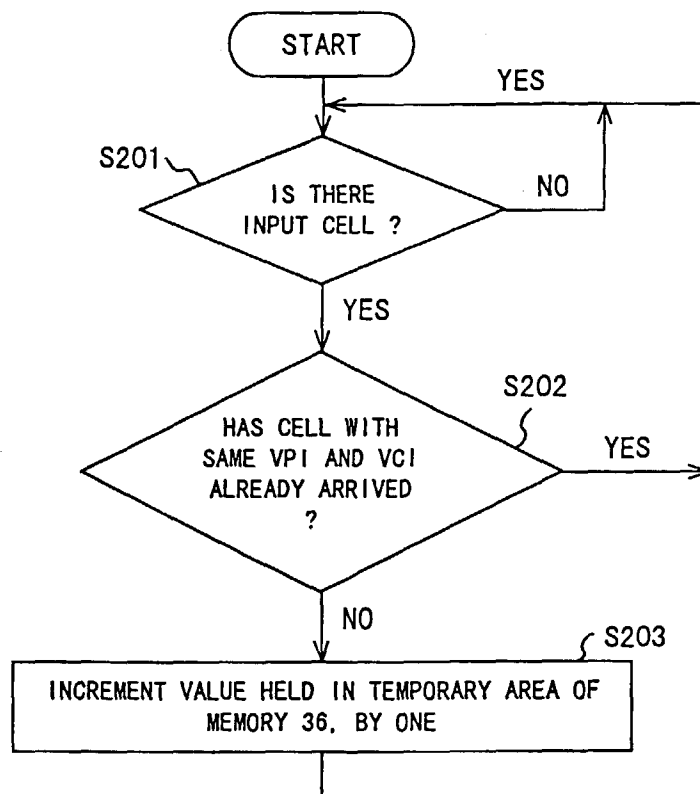 START
YES
S201
IS THERE
INPUT CELL ?
NO
YES
S202
HAS CELL WITH
SAME VPI AND VCI
ALREADY ARRIVED
?
YES
NO
S203
INCREMENT VALUE HELD IN TEMPORARY AREA OF
MEMORY 36, BY ONE